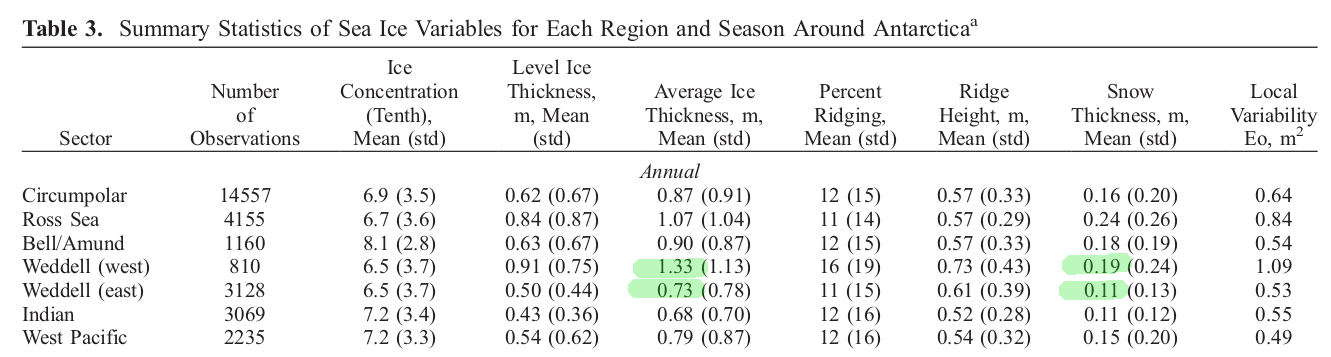 Table 3. Summary Statistics of Sea Ice Variables for Each Region and Season Around Antarctica^a
Sector | Number of Observations | Ice Concentration (Tenth), Mean (std) | Level Ice Thickness, m, Mean (std) | Average Ice Thickness, m, Mean (std) | Percent Ridging, Mean (std) | Ridge Height, m, Mean (std) | Snow Thickness, m, Mean (std) | Local Variability Eo, m²
Annual
Circumpolar 14557 6.9 (3.5) 0.62 (0.67) 0.87 (0.91) 12 (15) 0.57 (0.33) 0.16 (0.20) 0.64
Ross Sea 4155 6.7 (3.6) 0.84 (0.87) 1.07 (1.04) 11 (14) 0.57 (0.29) 0.24 (0.26) 0.84
Bell/Amund 1160 8.1 (2.8) 0.63 (0.67) 0.90 (0.87) 12 (15) 0.57 (0.33) 0.18 (0.19) 0.54
Weddell (west) 810 6.5 (3.7) 0.91 (0.75) 1.33 (1.13) 16 (19) 0.73 (0.43) 0.19 (0.24) 1.09
Weddell (east) 3128 6.5 (3.7) 0.50 (0.44) 0.73 (0.78) 11 (15) 0.61 (0.39) 0.11 (0.13) 0.53
Indian 3069 7.2 (3.4) 0.43 (0.36) 0.68 (0.70) 12 (16) 0.52 (0.28) 0.11 (0.12) 0.55
West Pacific 2235 7.2 (3.3) 0.54 (0.62) 0.79 (0.87) 12 (16) 0.54 (0.32) 0.15 (0.20) 0.49